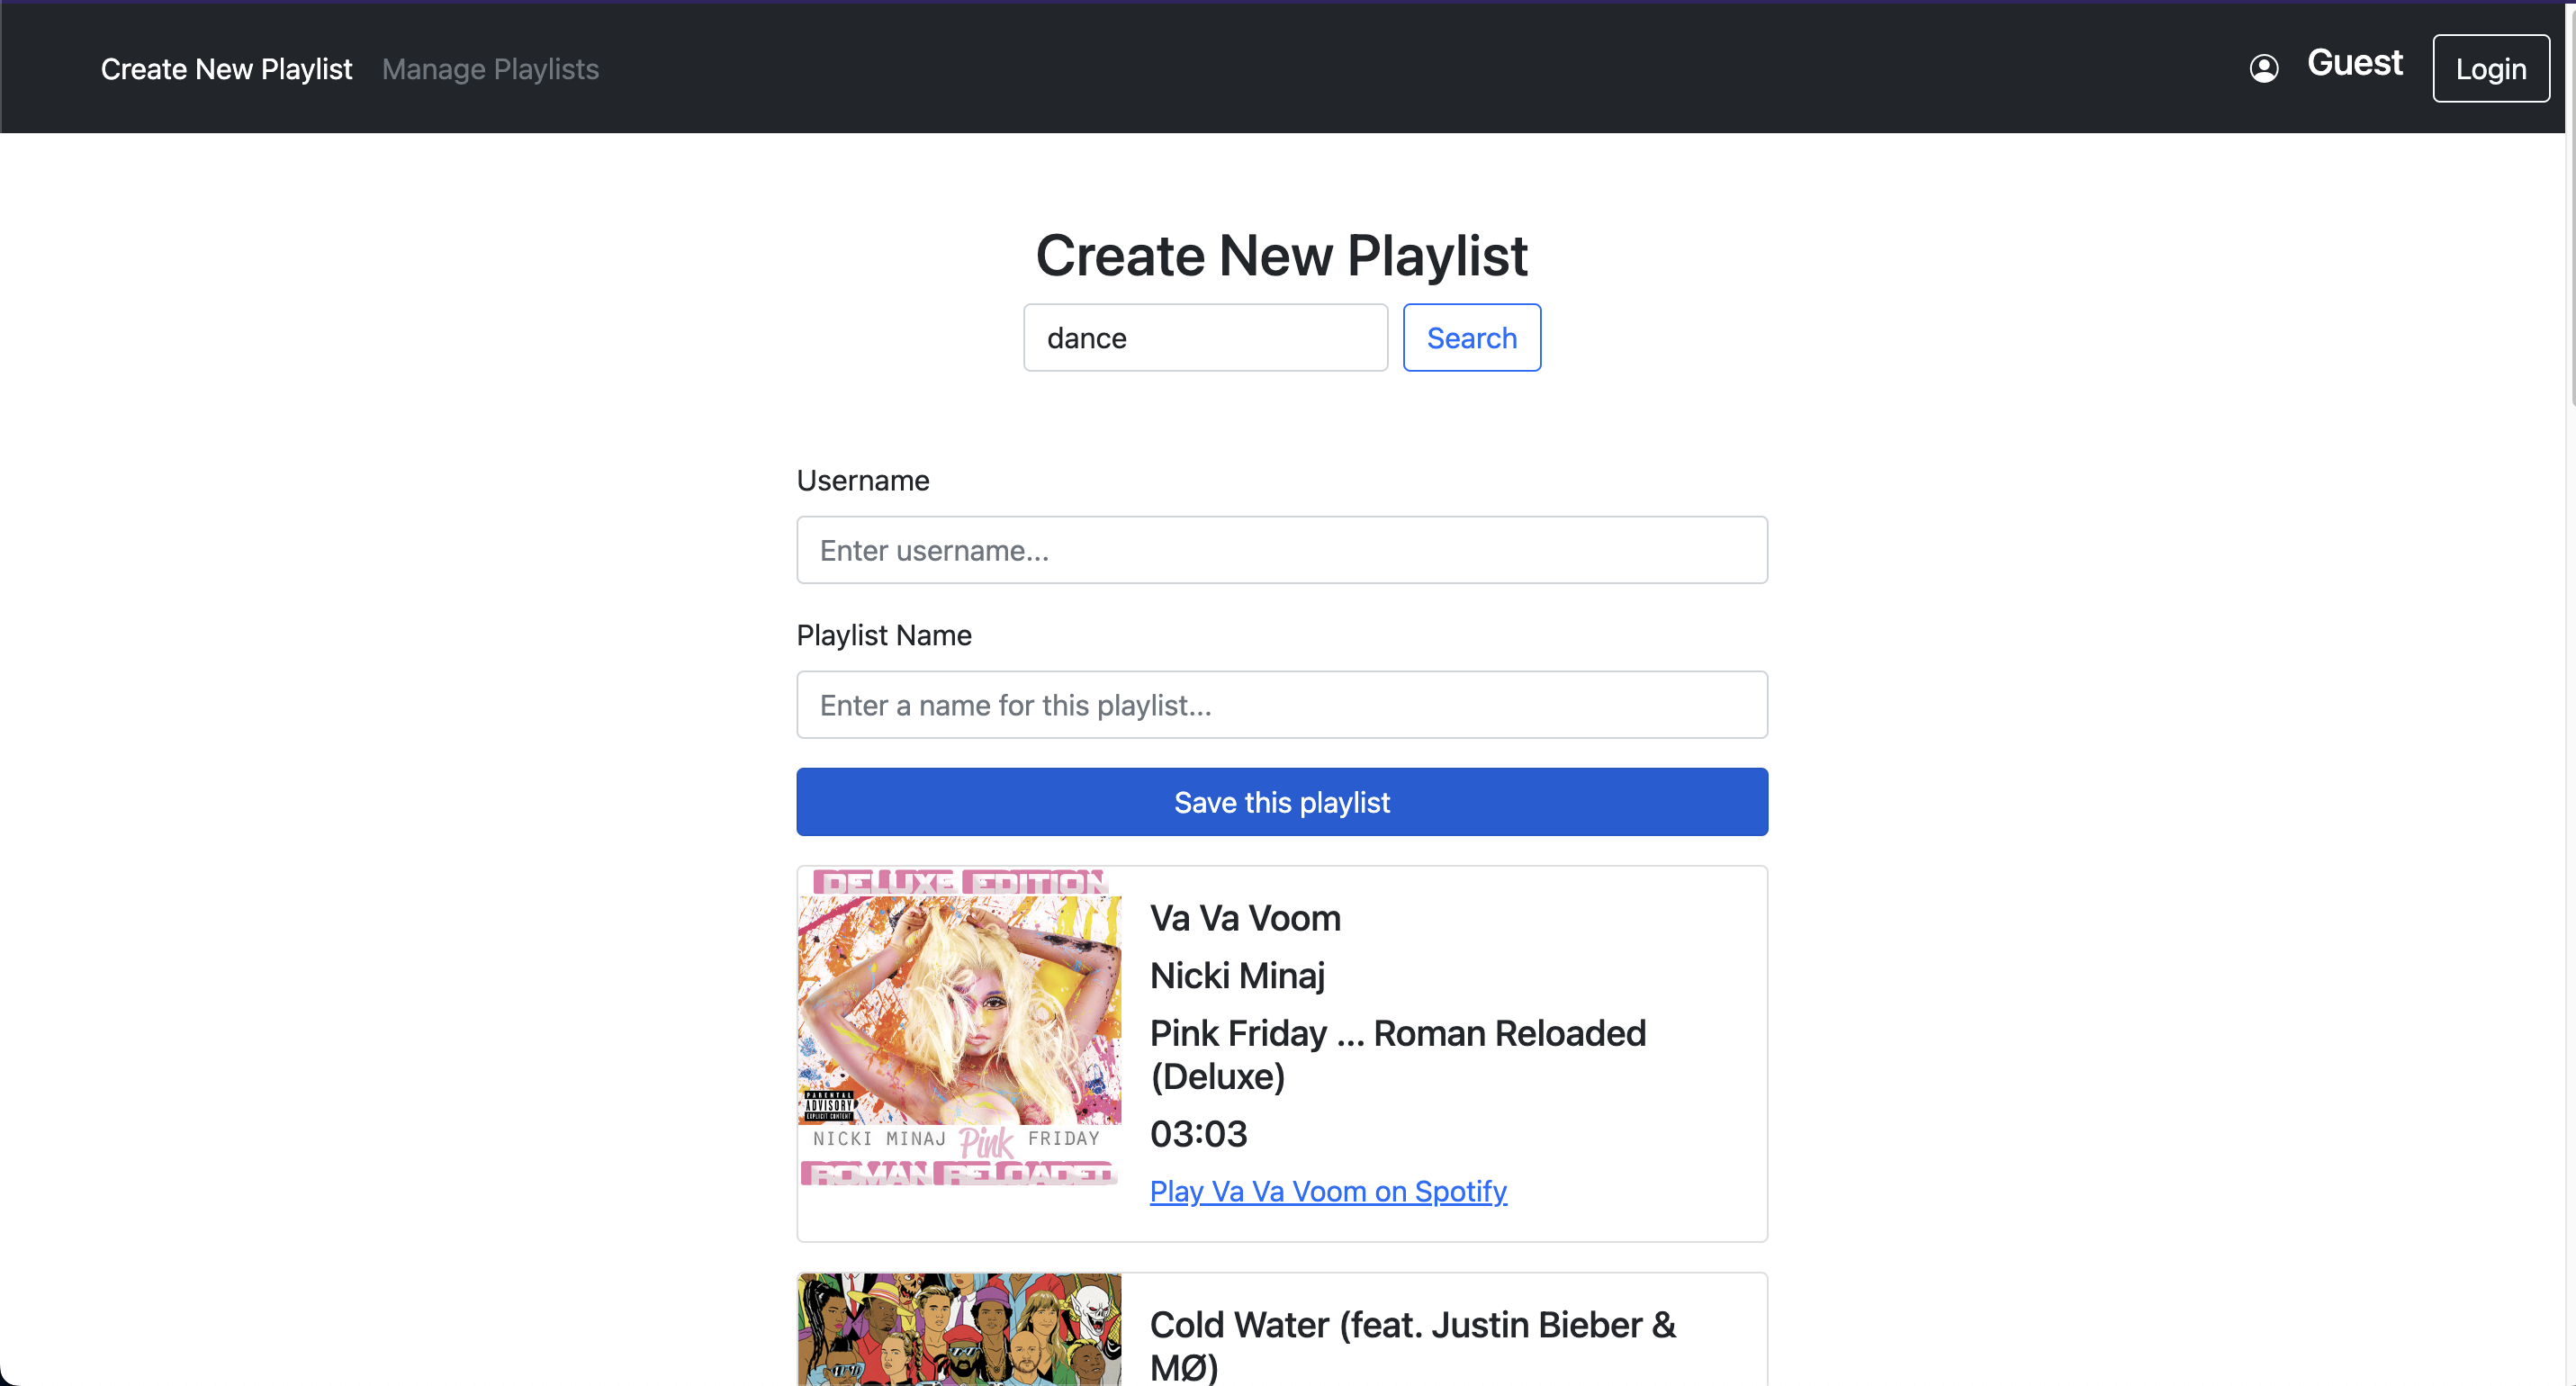 Create New Playlist Manage Playlists Guest Login
Create New Playlist
dance Search
Username
Enter username...
Playlist Name
Enter a name for this playlist...
Save this playlist
DELUXE EDITION
PARENTAL
ADVISORY
EXPLICIT CONTENT
NICKI MINAJ Pink FRIDAY
ROMAN RELOADED
Va Va Voom
Nicki Minaj
Pink Friday ... Roman Reloaded
(Deluxe)
03:03
Play Va Va Voom on Spotify
Cold Water (feat. Justin Bieber &
MØ)